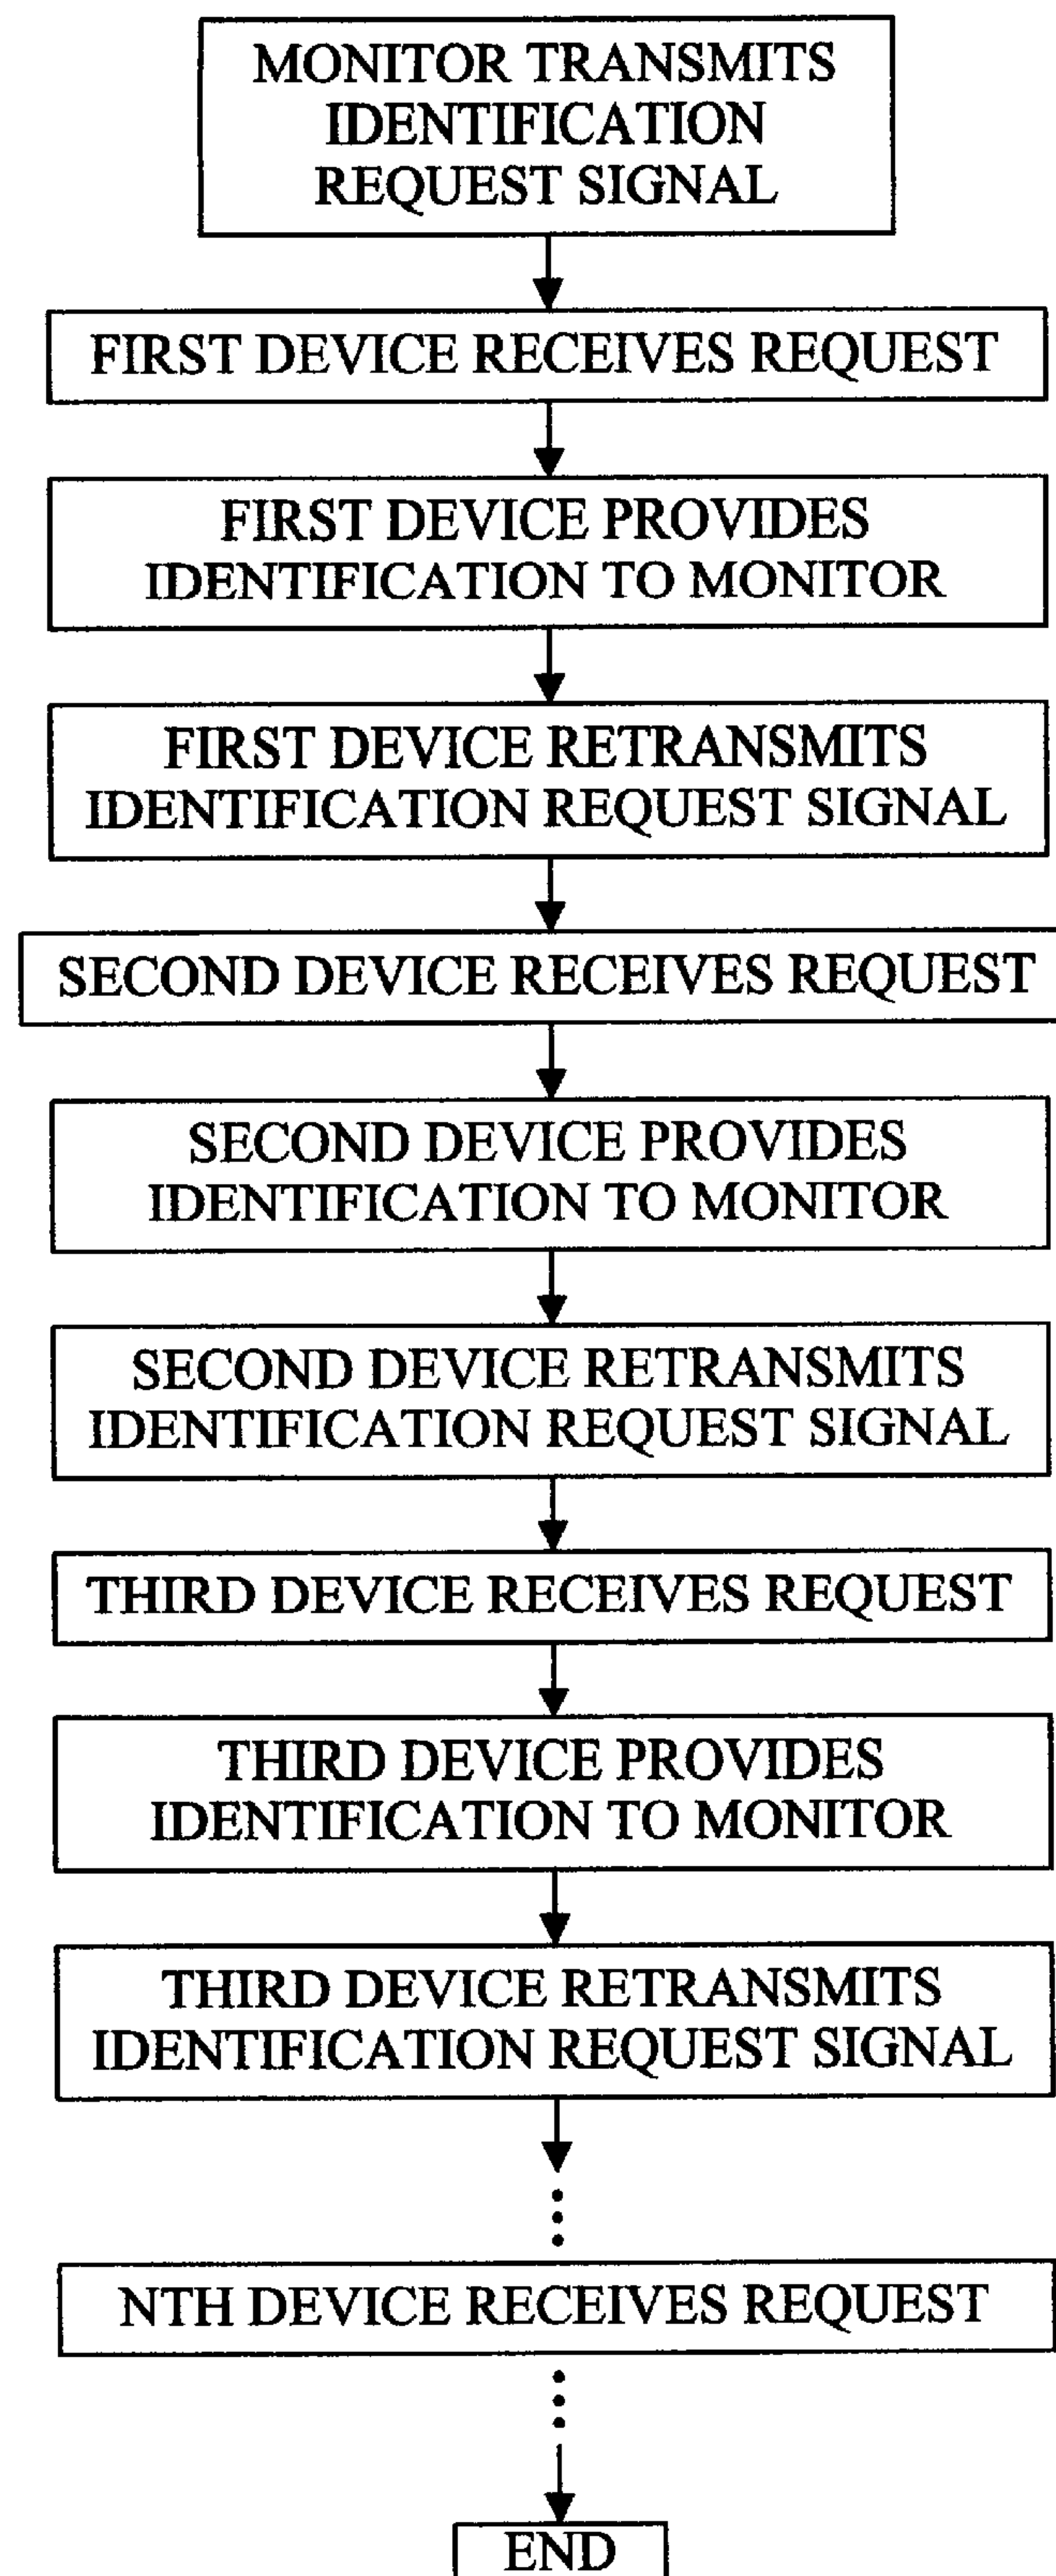 MONITOR TRANSMITS
IDENTIFICATION
REQUEST SIGNAL
FIRST DEVICE RECEIVES REQUEST
FIRST DEVICE PROVIDES
IDENTIFICATION TO MONITOR
FIRST DEVICE RETRANSMITS
IDENTIFICATION REQUEST SIGNAL
SECOND DEVICE RECEIVES REQUEST
SECOND DEVICE PROVIDES
IDENTIFICATION TO MONITOR
SECOND DEVICE RETRANSMITS
IDENTIFICATION REQUEST SIGNAL
THIRD DEVICE RECEIVES REQUEST
THIRD DEVICE PROVIDES
IDENTIFICATION TO MONITOR
THIRD DEVICE RETRANSMITS
IDENTIFICATION REQUEST SIGNAL
NTH DEVICE RECEIVES REQUEST
END